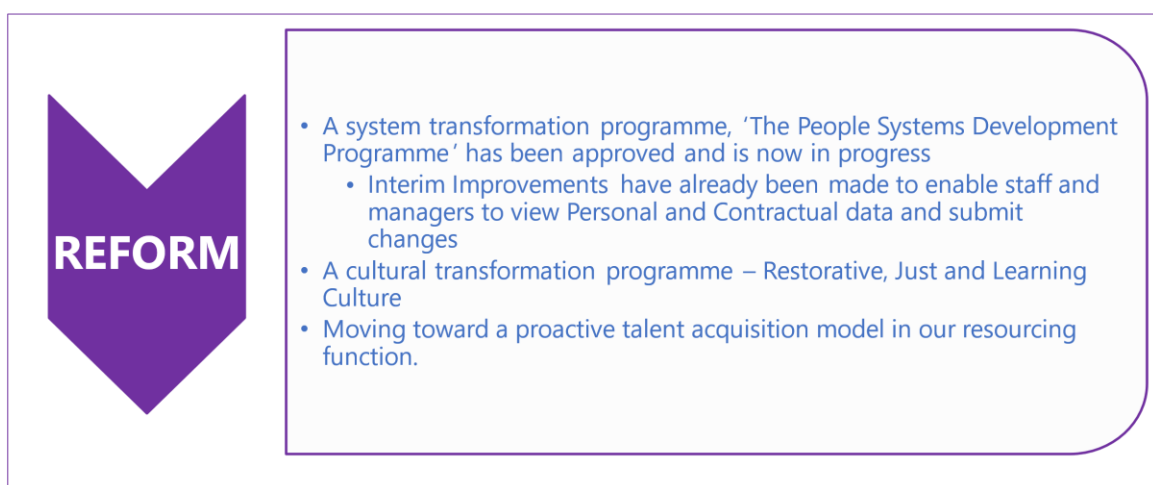 REFORM
• A system transformation programme, ‘The People Systems Development
Programme’ has been approved and is now in progress
• Interim Improvements have already been made to enable staff and
managers to view Personal and Contractual data and submit
changes
• A cultural transformation programme – Restorative, Just and Learning
Culture
• Moving toward a proactive talent acquisition model in our resourcing
function.